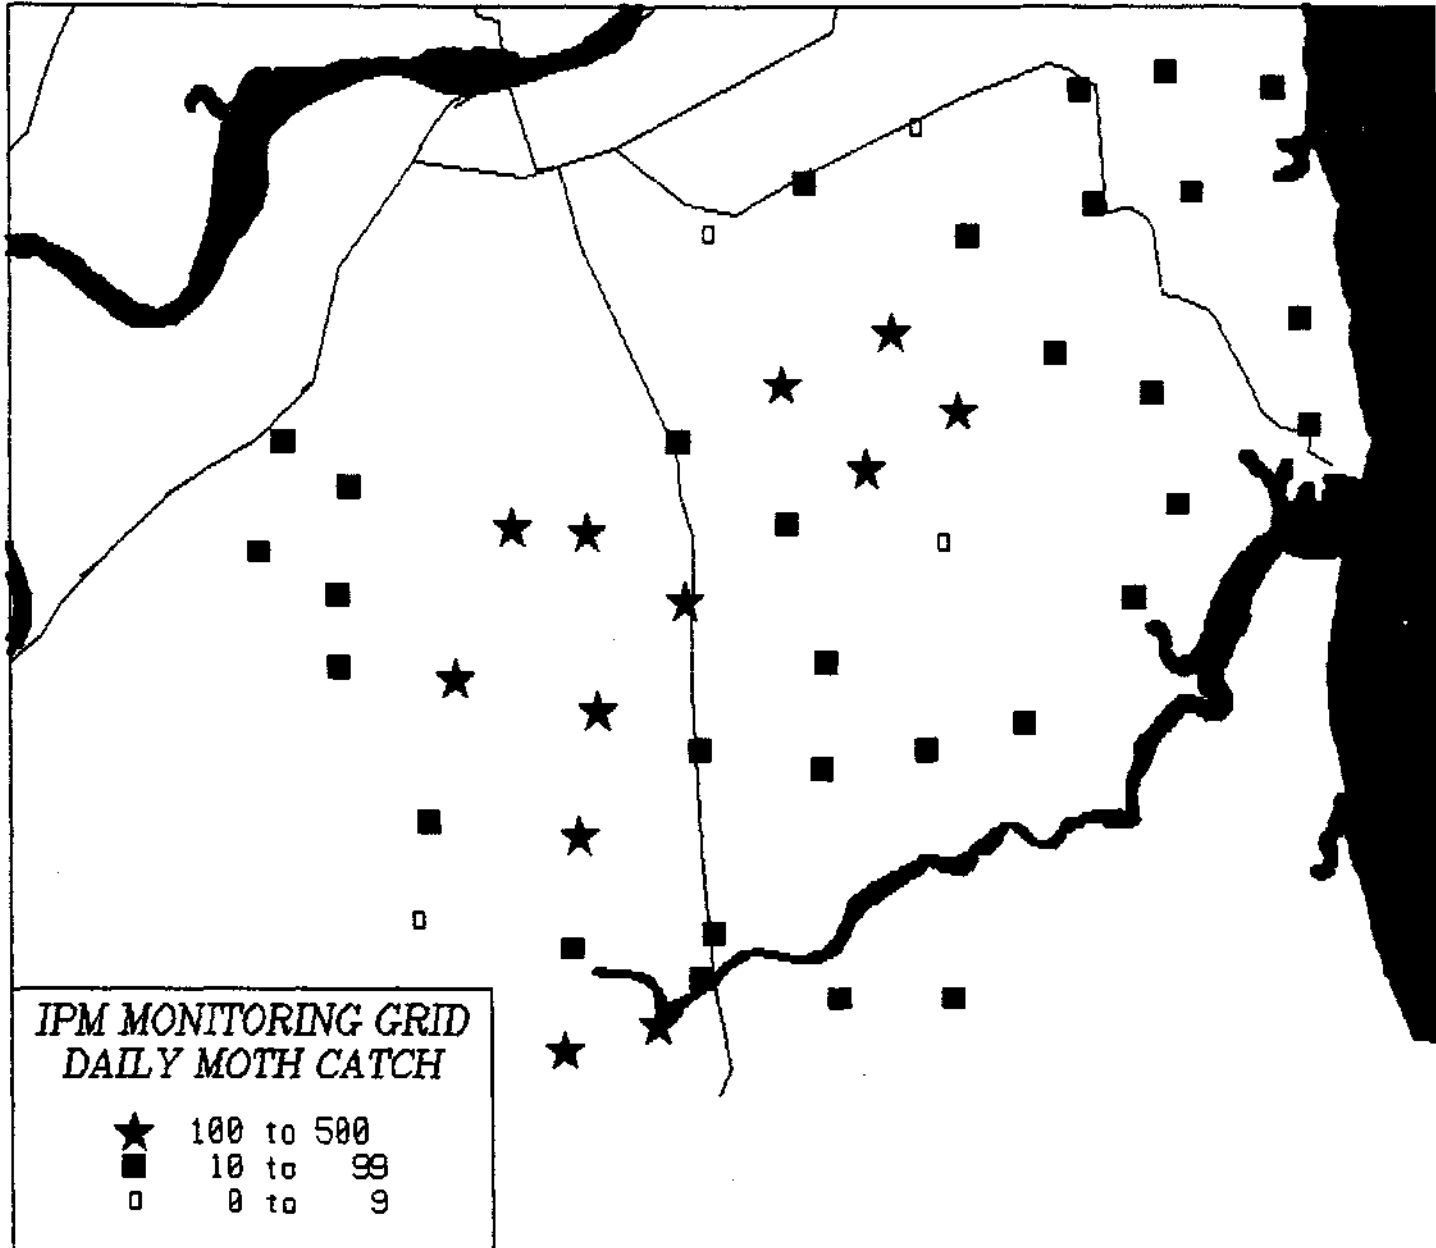 IPM MONITORING GRID
DAILY MOTH CATCH
100 to 500
10 to 99
0 to 9